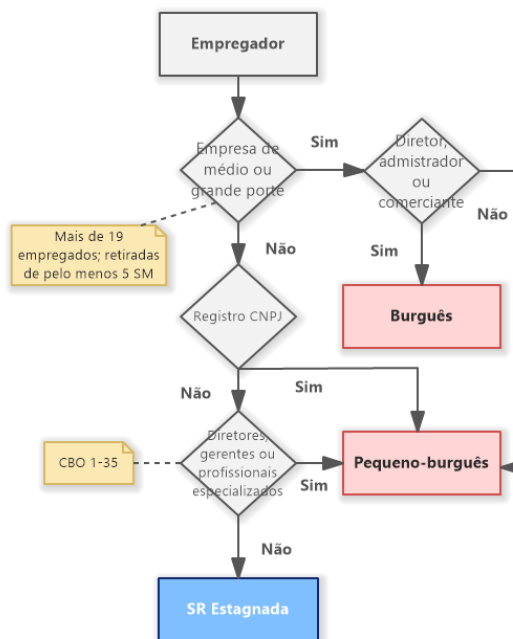 Empregador
Empresa de
médio ou
grande porte
Sim
Diretor,
admistrador
ou
comerciante
Não
Mais de 19
empregados; retiradas
de pelo menos 5 SM
Não
Sim
Registro CNPJ
Burguês
Não
Sim
Diretores,
gerentes ou
profissionais
especializados
CBO 1-35
Sim
Pequeno-burguês
Não
SR Estagnada